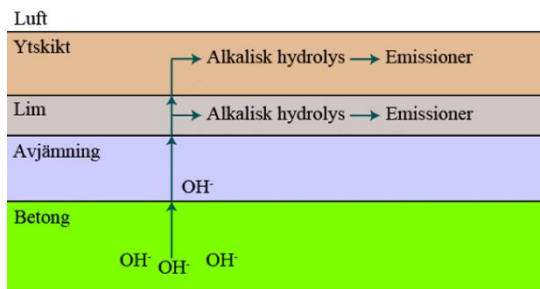 Luft
Ytskikt
Alkalisk hydrolys Emissioner
Lim
Alkalisk hydrolys Emissioner
Avjämning
OH-
Betong
OH- OH- OH-